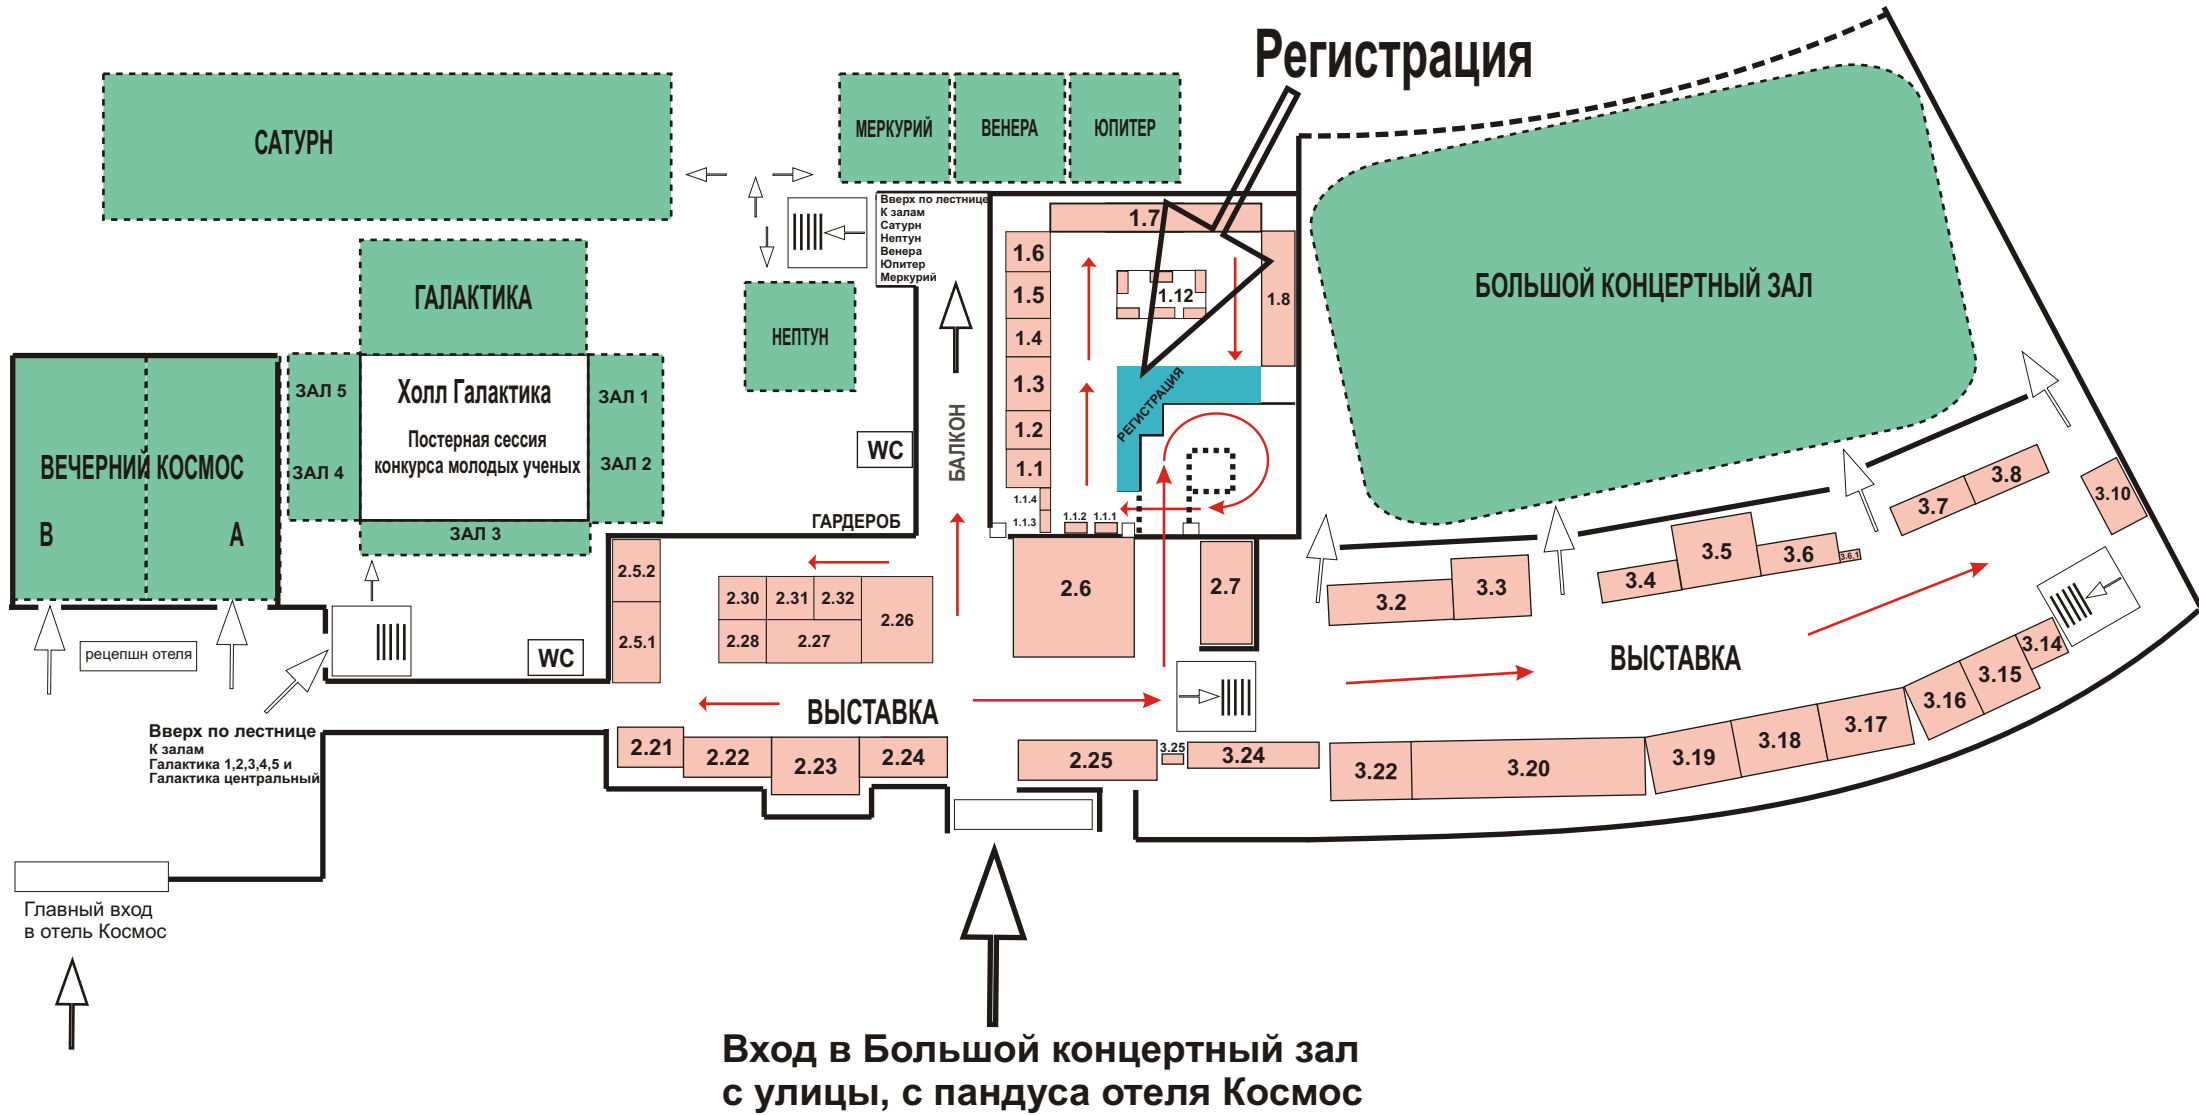 Регистрация
САТУРН
МЕРКУРИЙ
ВЕНЕРА
ЮПИТЕР
Вверх по лестнице
К залам
Сатурн
Нептун
Венера
Юпитер
Меркурий
1.7
1.6
1.5
1.4
1.3
1.2
1.1
1.1.4
1.1.3
1.1.2
1.1.1
1.12
1.8
РЕГИСТРАЦИЯ
БОЛЬШОЙ КОНЦЕРТНЫЙ ЗАЛ
ГАЛАКТИКА
НЕПТУН
ЗАЛ 5
Холл Галактика
Постерная сессия
конкурса молодых ученых
ЗАЛ 1
ЗАЛ 4
ЗАЛ 2
ЗАЛ 3
ВЕЧЕРНИЙ КОСМОС
B
A
WC
БАЛКОН
ГАРДЕРОБ
рецепшн отеля
WC
2.5.2
2.5.1
2.30
2.31
2.32
2.26
2.28
2.27
2.6
2.7
3.2
3.3
3.4
3.5
3.6
3.6.1
3.7
3.8
3.10
ВЫСТАВКА
ВЫСТАВКА
3.14
3.15
3.16
3.17
3.18
3.19
3.20
3.22
3.24
3.25
2.25
2.21
2.22
2.23
2.24
Вверх по лестнице
К залам
Галактика 1,2,3,4,5 и
Галактика центральный
Главный вход
в отель Космос
Вход в Большой концертный зал
с улицы, с пандуса отеля Космос